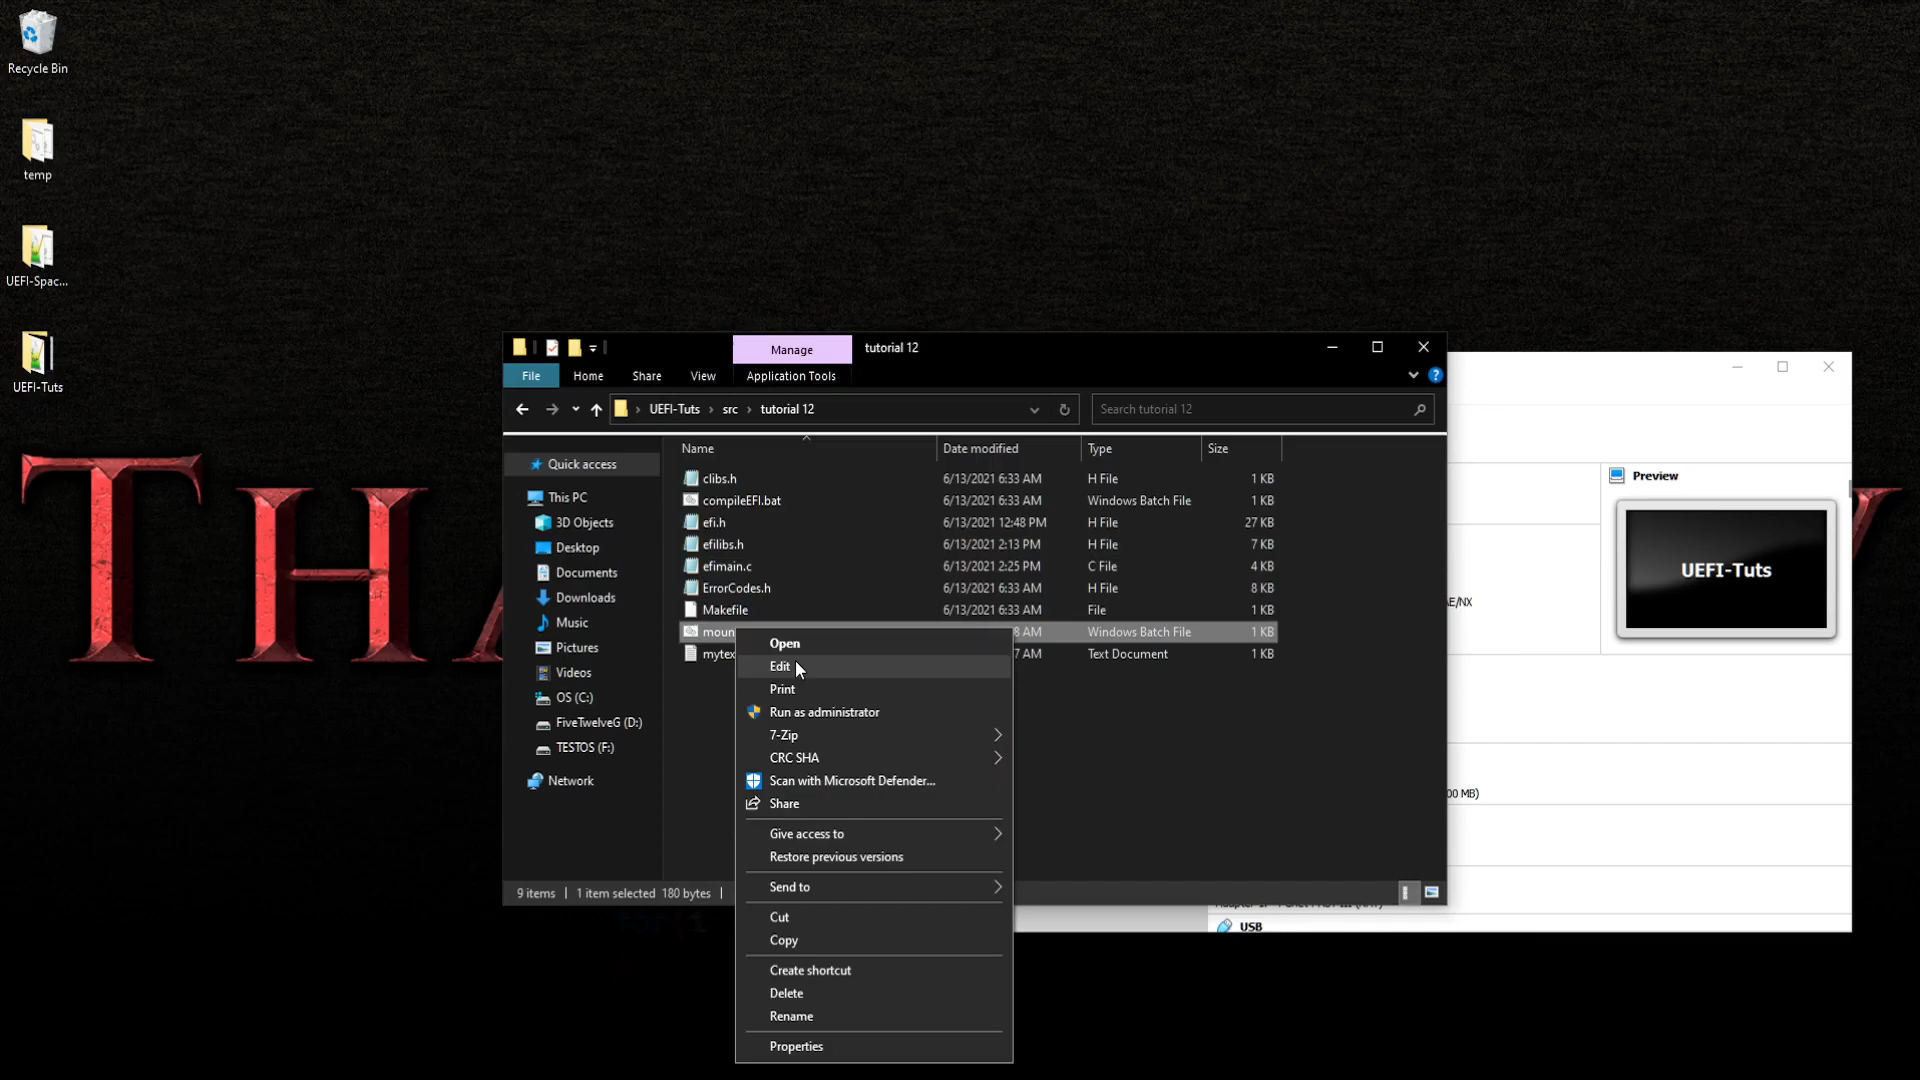 Recycle Bin
temp
UEFI-Spac...
UEFI-Tuts
Manage
tutorial 12
File
Home
Share
View
Application Tools
UEFI-Tuts
src
tutorial 12
Search tutorial 12
Name
Date modified
Type
Size
Quick access
This PC
3D Objects
Desktop
Documents
Downloads
Music
Pictures
Videos
OS (C:)
FiveTwelveG (D:)
TESTOS (F:)
Network
clibs.h 6/13/2021 6:33 AM H File 1 KB
compileEFI.bat 6/13/2021 6:33 AM Windows Batch File 1 KB
efi.h 6/13/2021 12:48 PM H File 27 KB
efilibs.h 6/13/2021 2:13 PM H File 7 KB
efimain.c 6/13/2021 2:25 PM C File 4 KB
ErrorCodes.h 6/13/2021 6:33 AM H File 8 KB
Makefile 6/13/2021 6:33 AM File 1 KB
moun 8 AM Windows Batch File 1 KB
mytex 7 AM Text Document 1 KB
Open
Edit
Print
Run as administrator
7-Zip
CRC SHA
Scan with Microsoft Defender...
Share
Give access to
Restore previous versions
Send to
Cut
Copy
Create shortcut
Delete
Rename
Properties
9 items
1 item selected 180 bytes
Preview
UEFI-Tuts
E/NX
00 MB)
USB